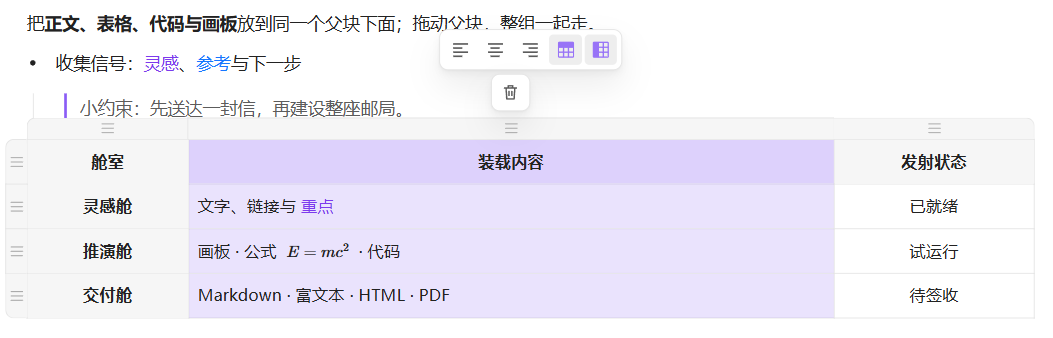 把正文、表格、代码与画板放到同一个父块下面；拖动父块，整组一起走。
• 收集信号：灵感、参考与下一步
小约束：先送达一封信，再建设整座邮局。
舱室 装载内容 发射状态
灵感舱 文字、链接与 重点 已就绪
推演舱 画板 · 公式 E = mc² · 代码 试运行
交付舱 Markdown · 富文本 · HTML · PDF 待签收